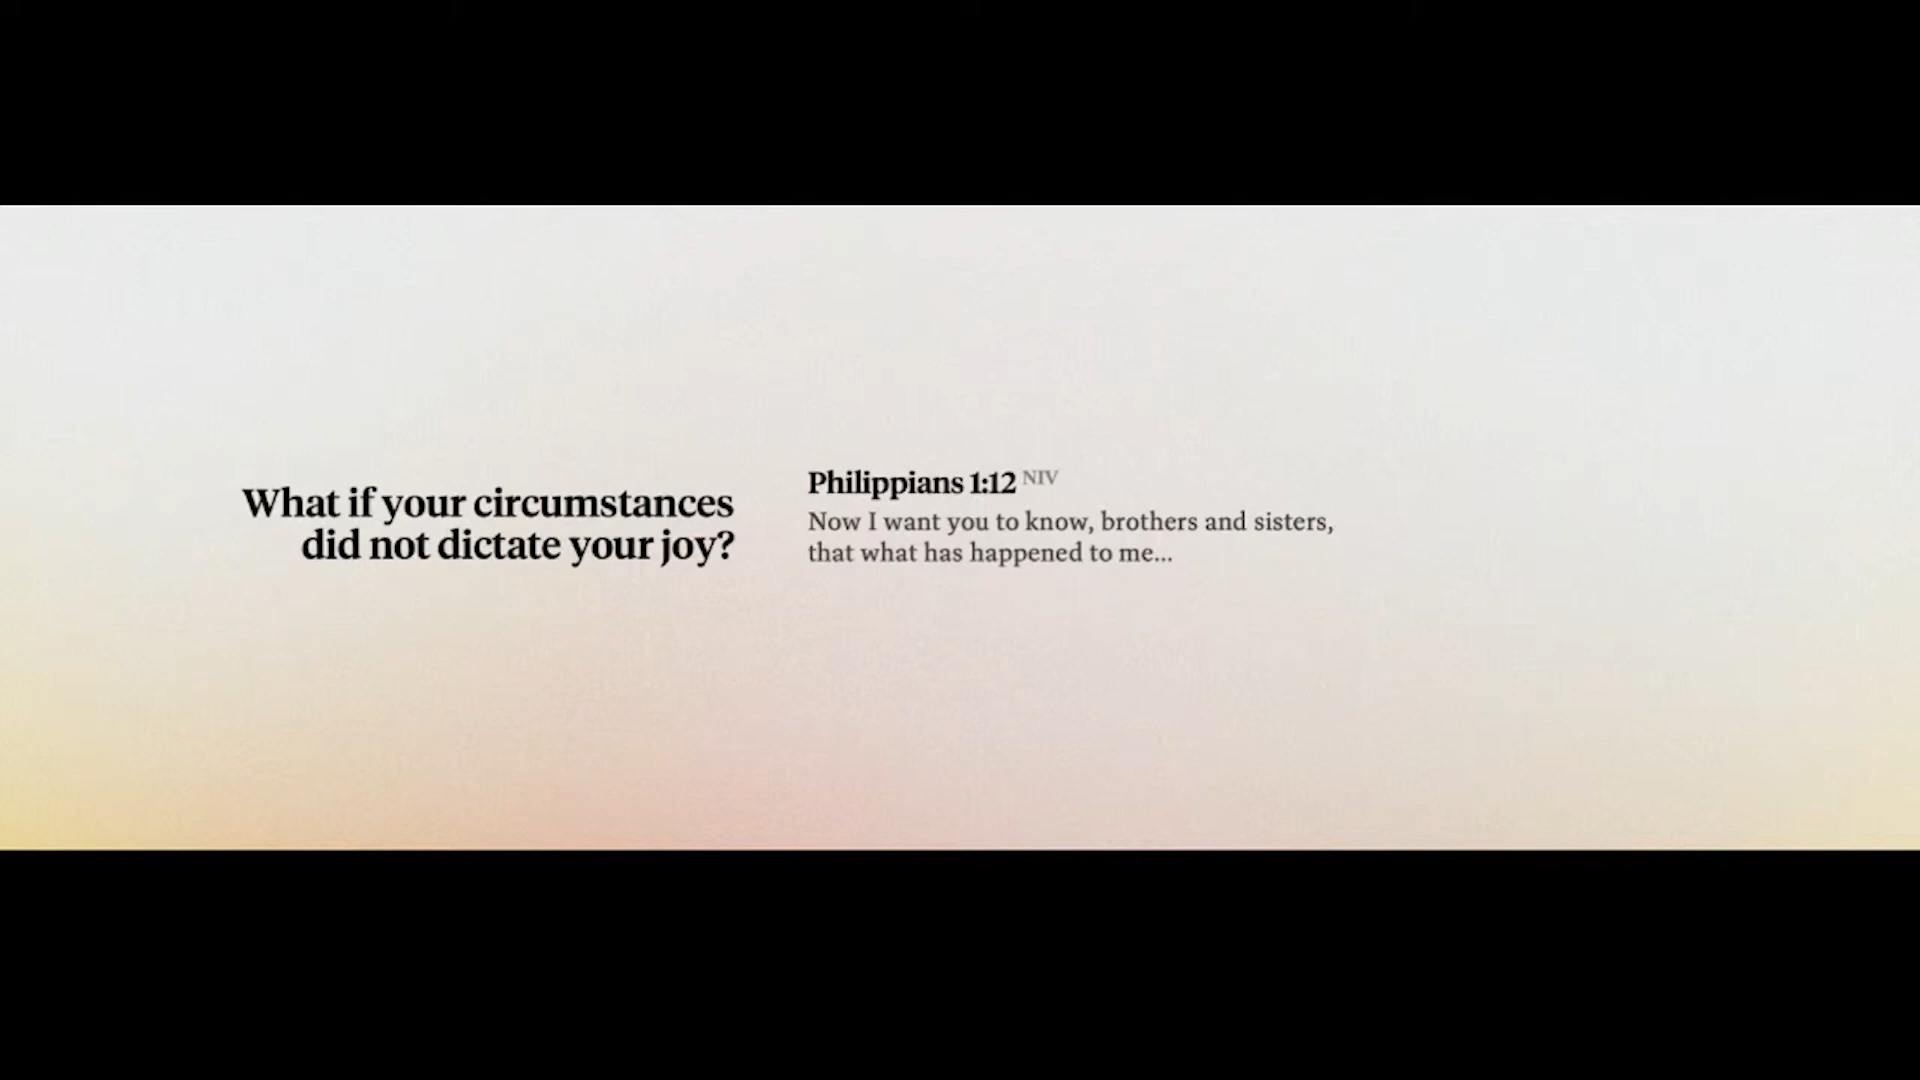 What if your circumstances
did not dictate your joy?
Philippians 1:12 NIV
Now I want you to know, brothers and sisters,
that what has happened to me...